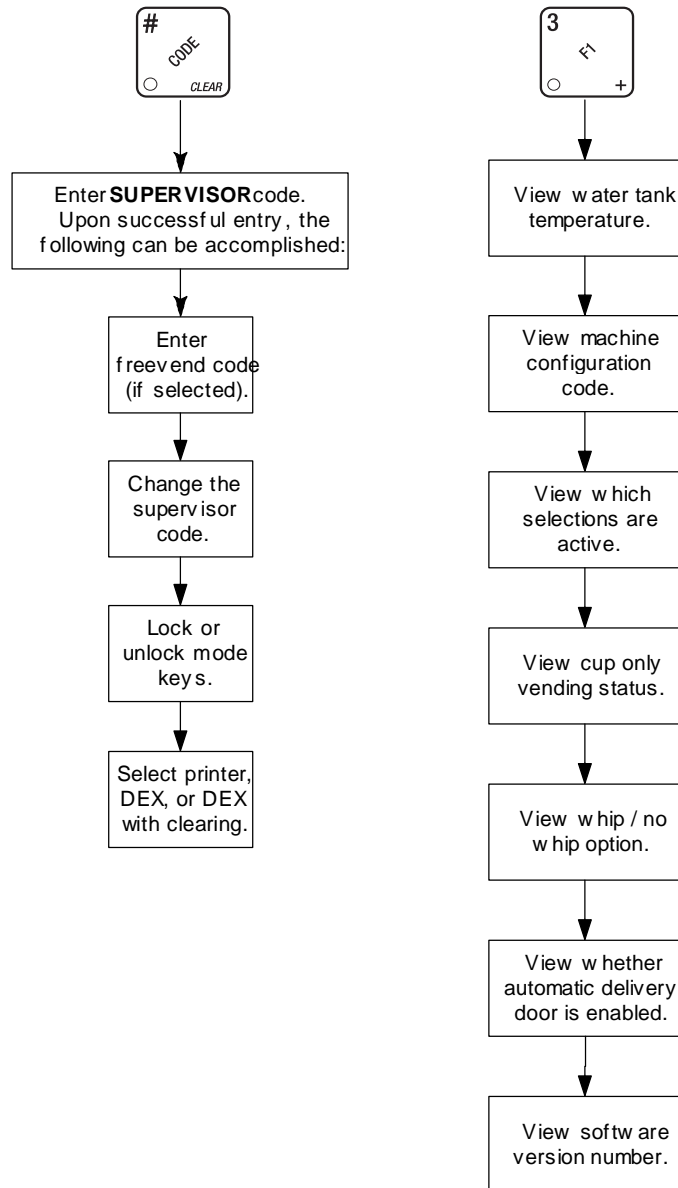 #
CODE
CLEAR
Enter SUPERVISOR code.
Upon successful entry, the
following can be accomplished:
Enter
freevend code
(if selected).
Change the
supervisor
code.
Lock or
unlock mode
keys.
Select printer,
DEX, or DEX
with clearing.
3
F1
+
View water tank
temperature.
View machine
configuration
code.
View which
selections are
active.
View cup only
vending status.
View whip / no
whip option.
View whether
automatic delivery
door is enabled.
View software
version number.